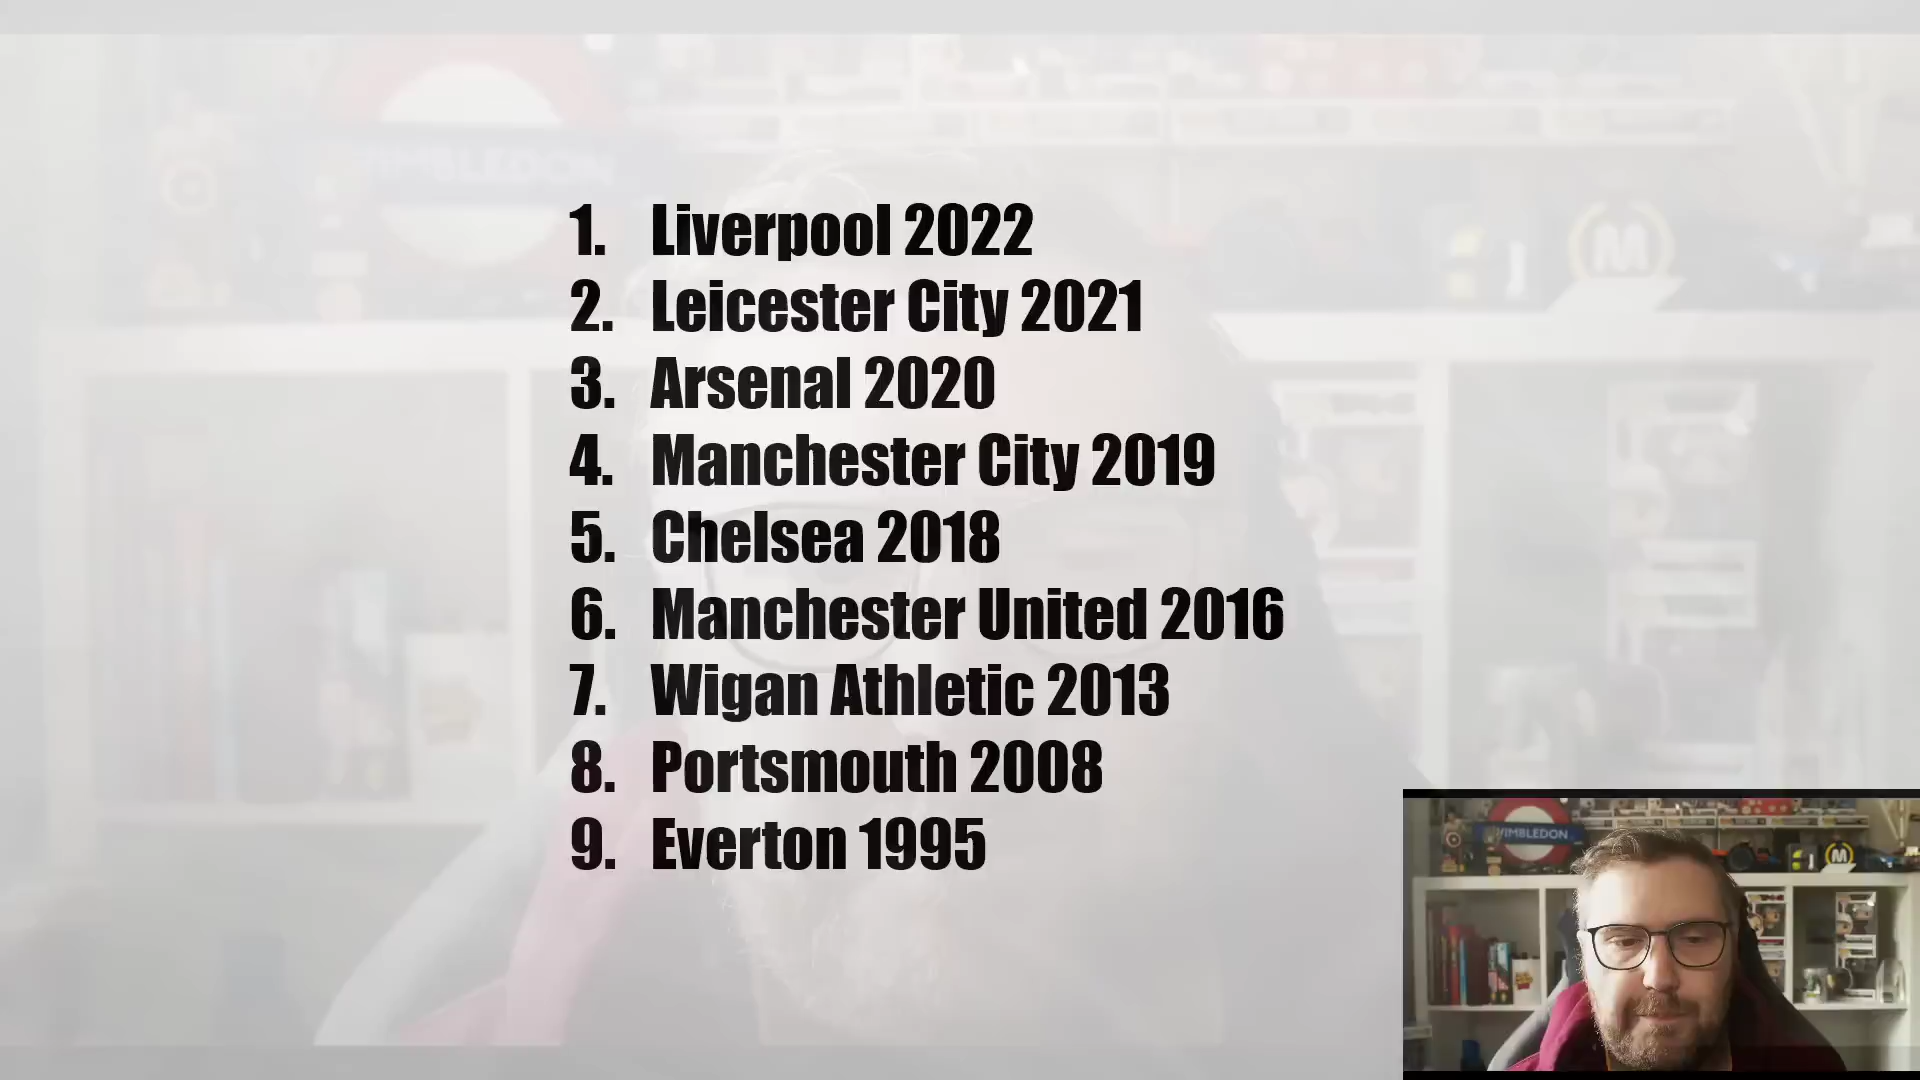 WIMBLEDON
1. Liverpool 2022
2. Leicester City 2021
3. Arsenal 2020
4. Manchester City 2019
5. Chelsea 2018
6. Manchester United 2016
7. Wigan Athletic 2013
8. Portsmouth 2008
9. Everton 1995
WIMBLEDON
M